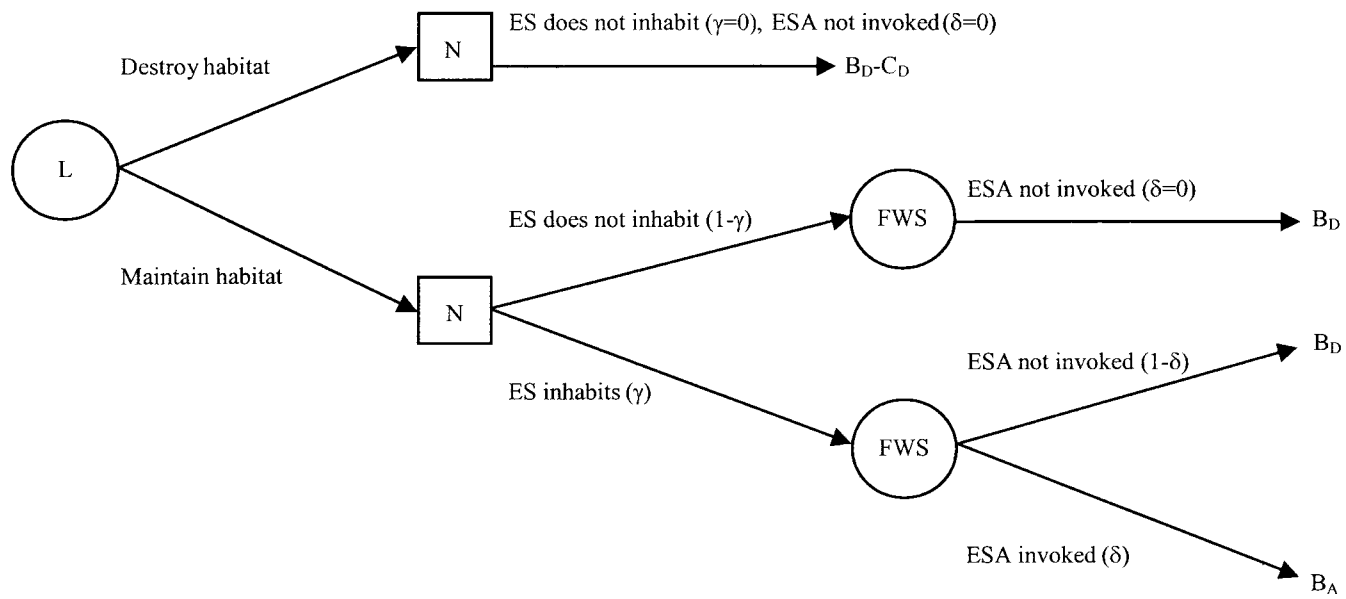 ES does not inhabit (γ=0), ESA not invoked (δ=0)
N
Destroy habitat
B_D-C_D
L
ESA not invoked (δ=0)
ES does not inhabit (1-γ)
FWS
B_D
Maintain habitat
N
B_D
ESA not invoked (1-δ)
ES inhabits (γ)
FWS
ESA invoked (δ)
B_A